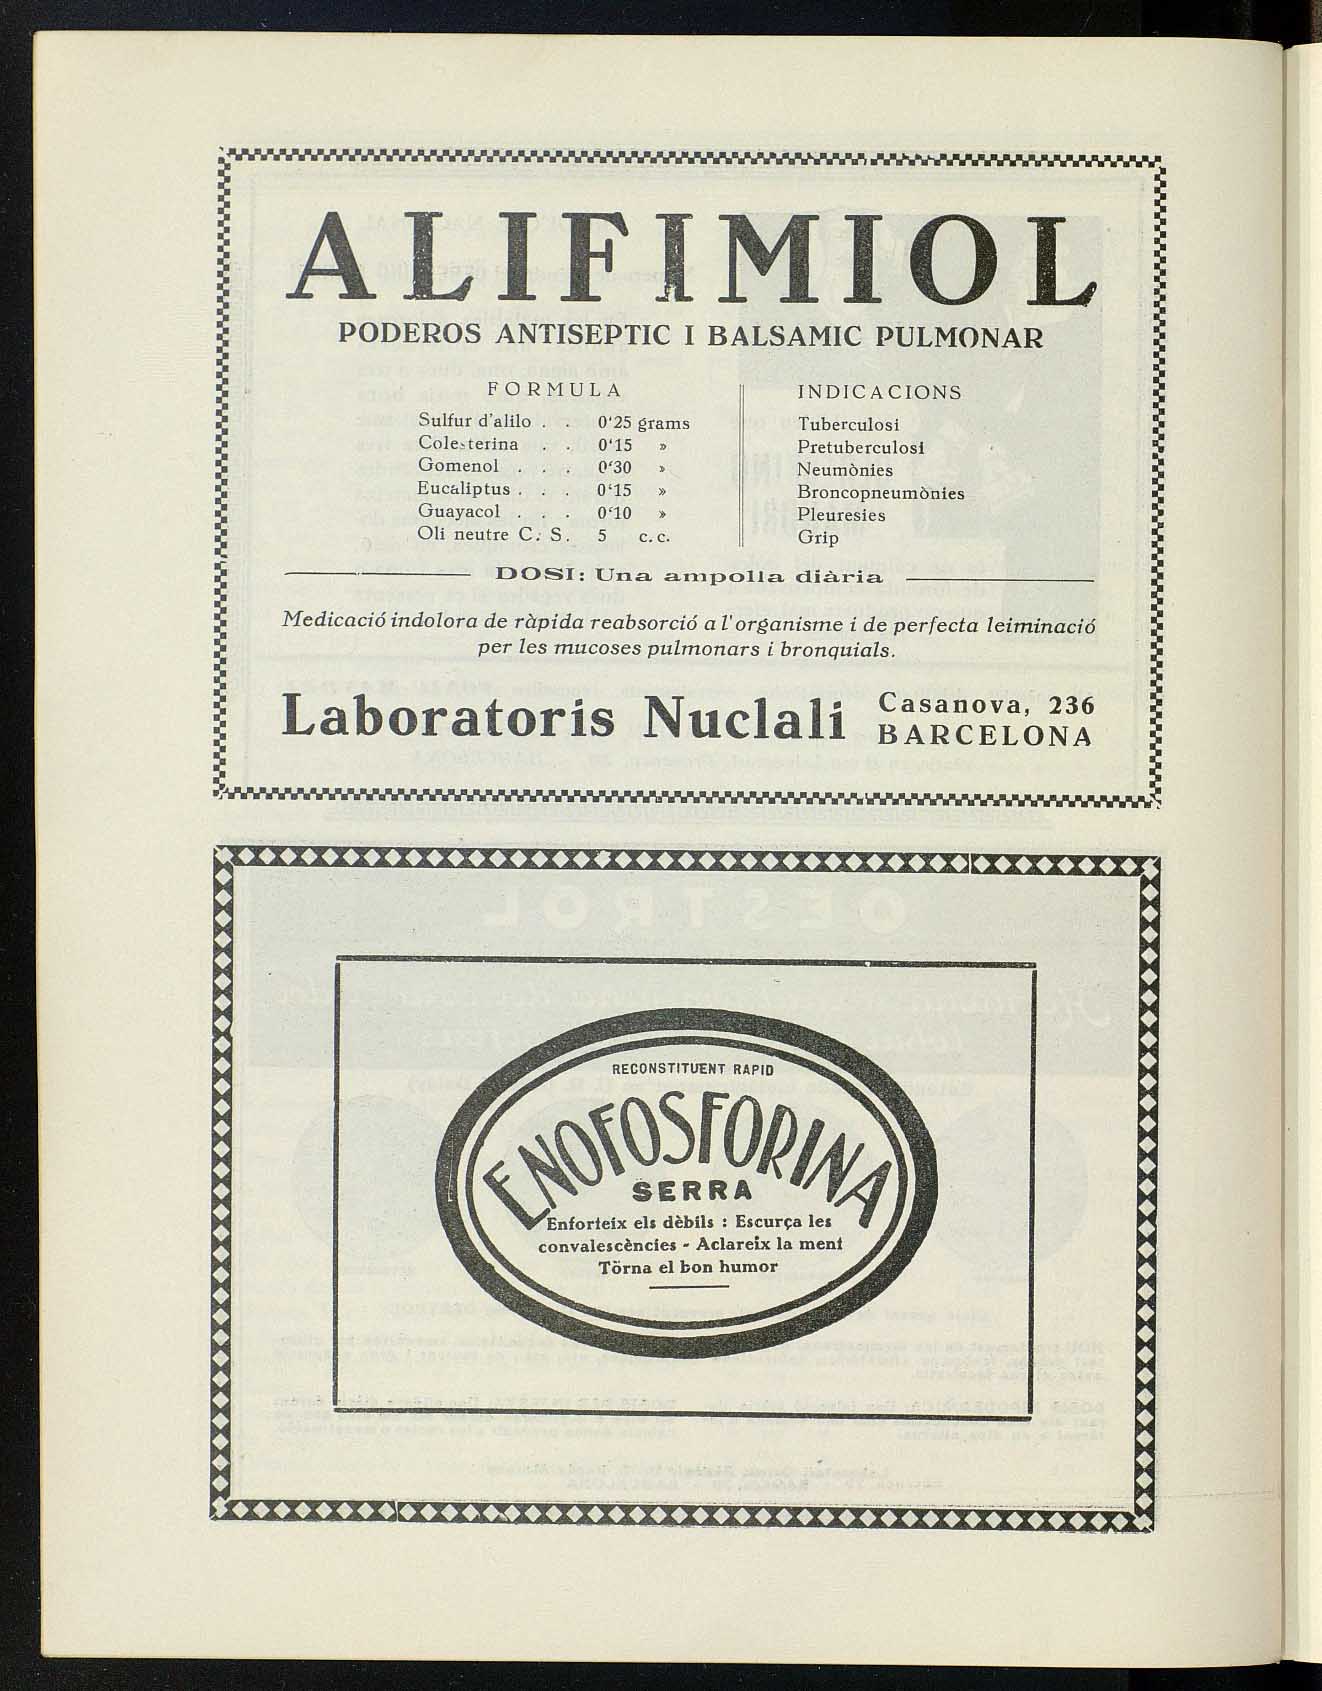 ALIFIMIOL
PODEROS ANTISEPTIC I BALSAMIC PULMONAR
FORMULA
Sulfur d'alilo . . 0'25 grams
Colesterina . . 0'15 »
Gomenol . . . 0'30 »
Eucaliptus . . . 0'15 »
Guayacol . . . 0'10 »
Oli neutre C. S. 5 c. c.
INDICACIONS
Tuberculosi
Pretuberculosi
Neumònies
Broncopneumònies
Pleuresies
Grip
DOSI: Una ampolla diària
Medicació indolora de ràpida reabsorció a l'organisme i de perfecta leiminació
per les mucoses pulmonars i bronquials.
Laboratoris Nuclali
Casanova, 236
BARCELONA
RECONSTITUENT RAPID
ENOFOSFORINA
SERRA
Enforteix els dèbils : Escurça les
convalescències - Aclareix la ment
Törna el bon humor